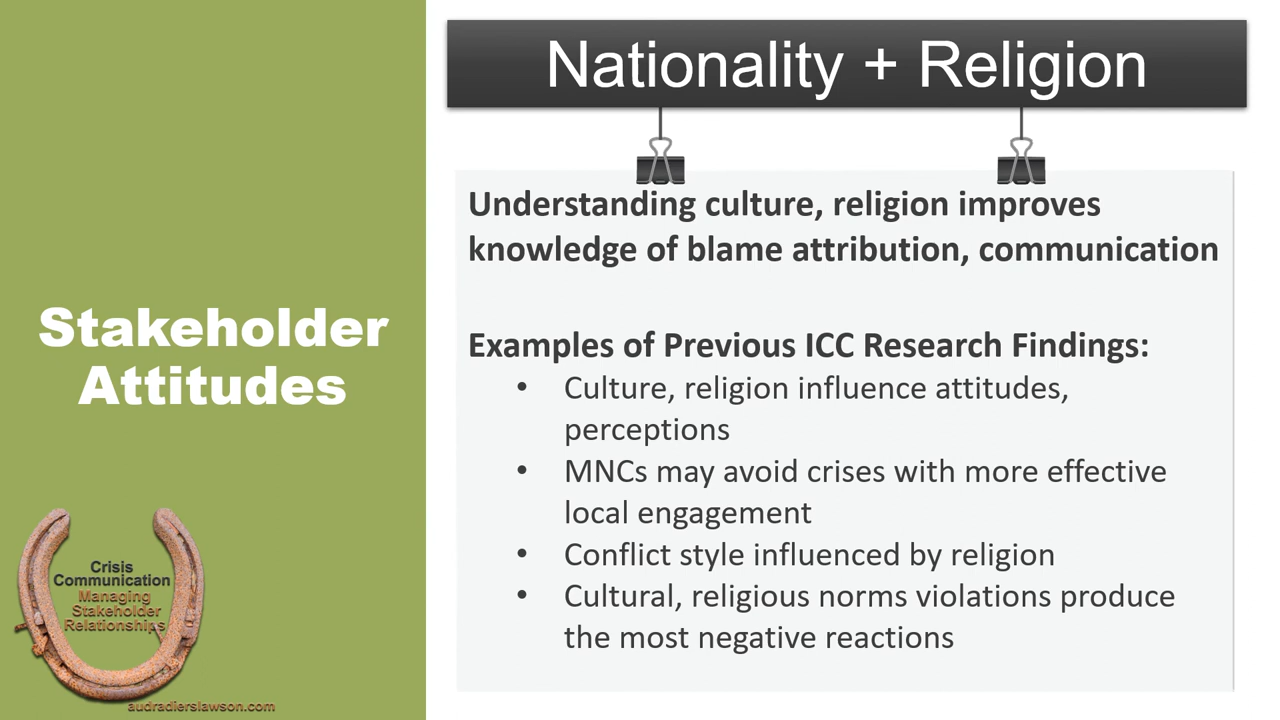 Nationality + Religion
Understanding culture, religion improves
knowledge of blame attribution, communication
Examples of Previous ICC Research Findings:
• Culture, religion influence attitudes,
perceptions
• MNCs may avoid crises with more effective
local engagement
• Conflict style influenced by religion
• Cultural, religious norms violations produce
the most negative reactions
Stakeholder
Attitudes
Crisis
Communication
Managing
Stakeholder
Relationships
audradierslawson.com